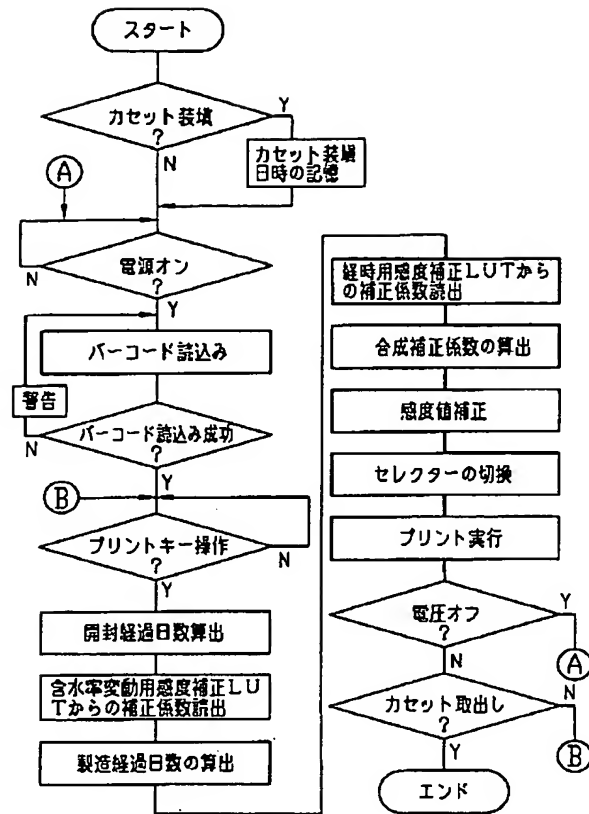 スタート
カセット装填
?
Y
N
カセット装填
日時の記憶
A
電源オン
?
N
Y
バーコード読込み
警告
バーコード読込み成功
?
N
Y
B
プリントキー操作
?
N
Y
開封経過日数算出
含水率変動用感度補正LU
Tからの補正係数読出
製造経過日数の算出
経時用感度補正LUTから
の補正係数読出
合成補正係数の算出
感度値補正
セレクターの切換
プリント実行
電圧オフ
?
Y
A
N
カセット取出し
?
N
B
Y
エンド